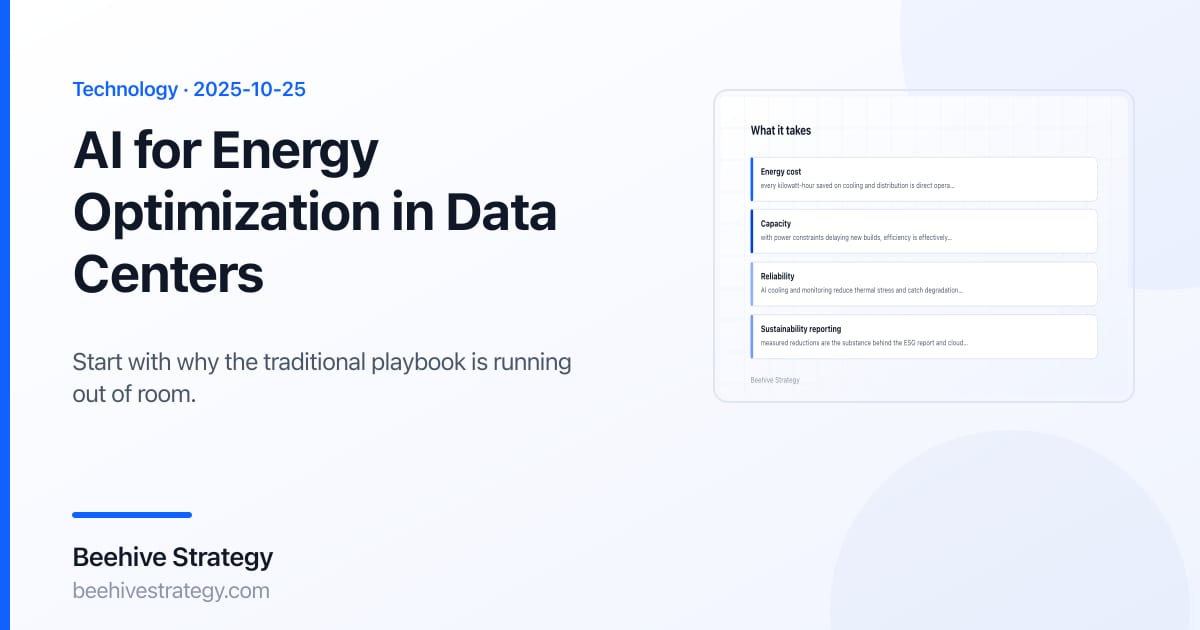 Technology · 2025-10-25
AI for Energy
Optimization in Data
Centers
Start with why the traditional playbook is running
out of room.
Beehive Strategy
beehivestrategy.com
What it takes
Energy cost
every kilowatt-hour saved on cooling and distribution is direct opera...
Capacity
with power constraints delaying new builds, efficiency is effectively...
Reliability
AI cooling and monitoring reduce thermal stress and catch degradation...
Sustainability reporting
measured reductions are the substance behind the ESG report and cloud...
Beehive Strategy